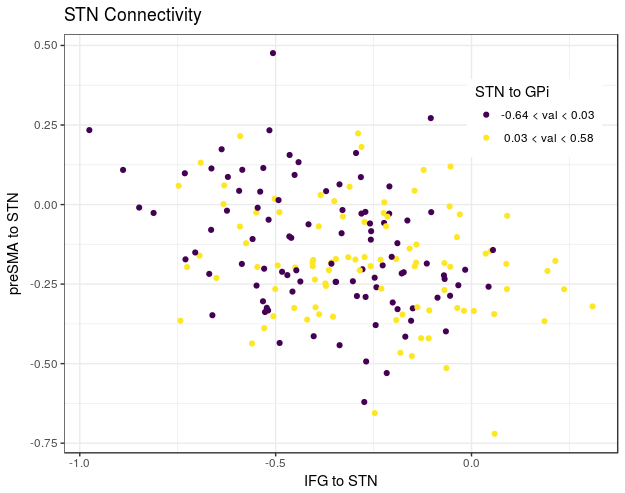 STN Connectivity
STN to GPi
-0.64 < val < 0.03
0.03 < val < 0.58
preSMA to STN
0.50
0.25
0.00
-0.25
-0.50
-0.75
-1.0
-0.5
0.0
IFG to STN